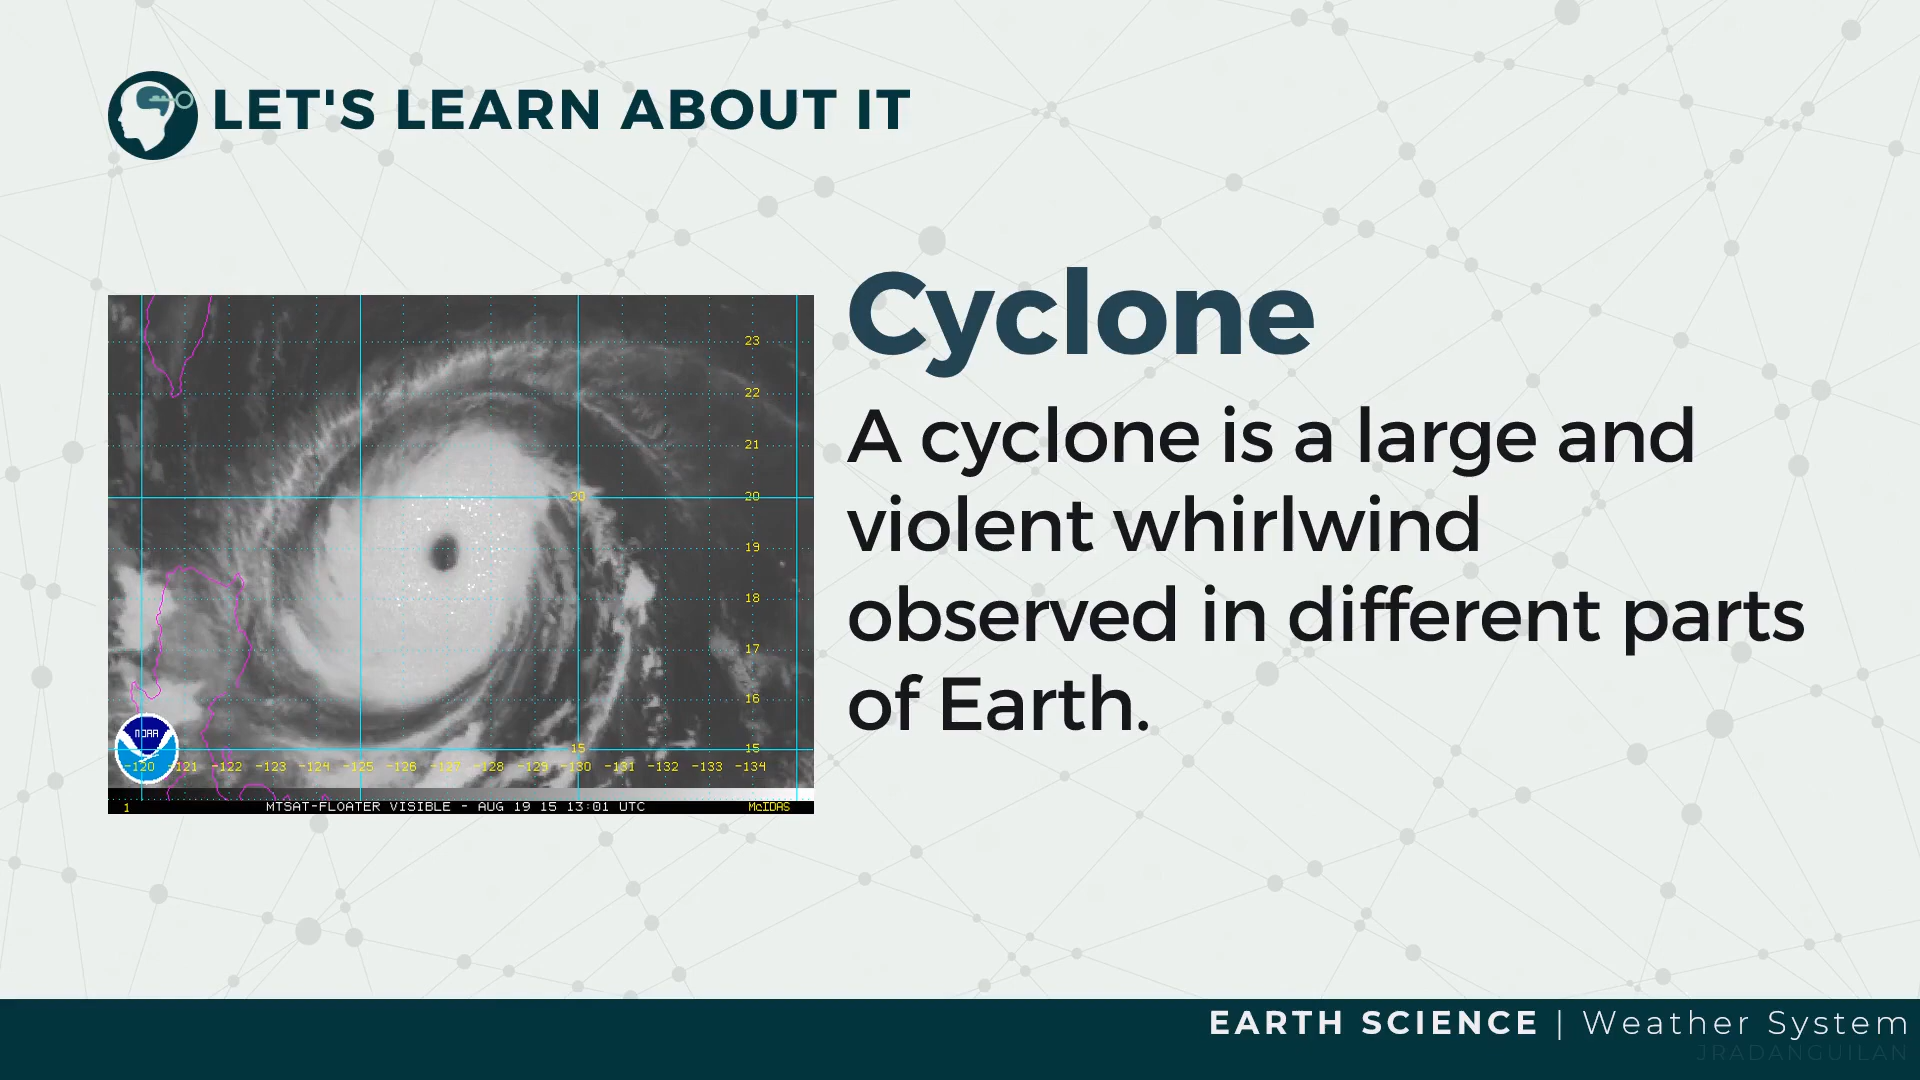 LET'S LEARN ABOUT IT
Cyclone
A cyclone is a large and
violent whirlwind
observed in different parts
of Earth.
23
22
21
20
20
19
18
17
16
15
15
NOAA
-120 -121 -122 -123 -124 -125 -126 -127 -128 -129 -130 -131 -132 -133 -134
1 MTSAT-FLOATER VISIBLE - AUG 19 15 13:01 UTC McIDAS
EARTH SCIENCE | Weather System
JRADANGUILAN